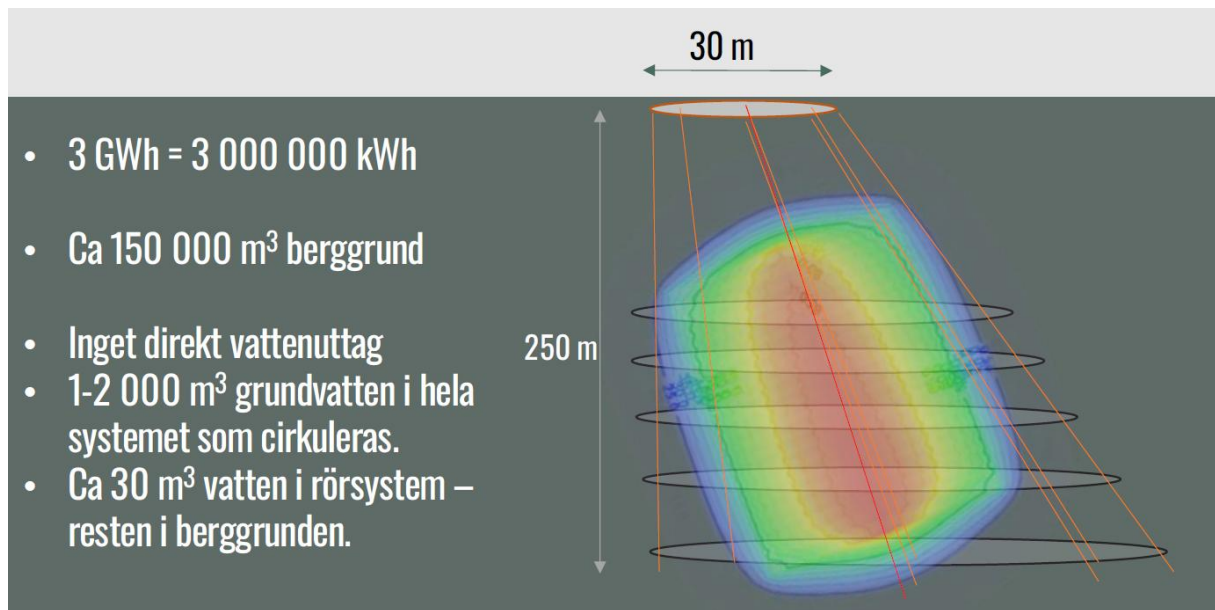 30 m
• 3 GWh = 3 000 000 kWh
• Ca 150 000 m³ berggrund
• Inget direkt vattenuttag
• 1-2 000 m³ grundvatten i hela
systemet som cirkuleras.
• Ca 30 m³ vatten i rörsystem –
resten i berggrunden.
250 m